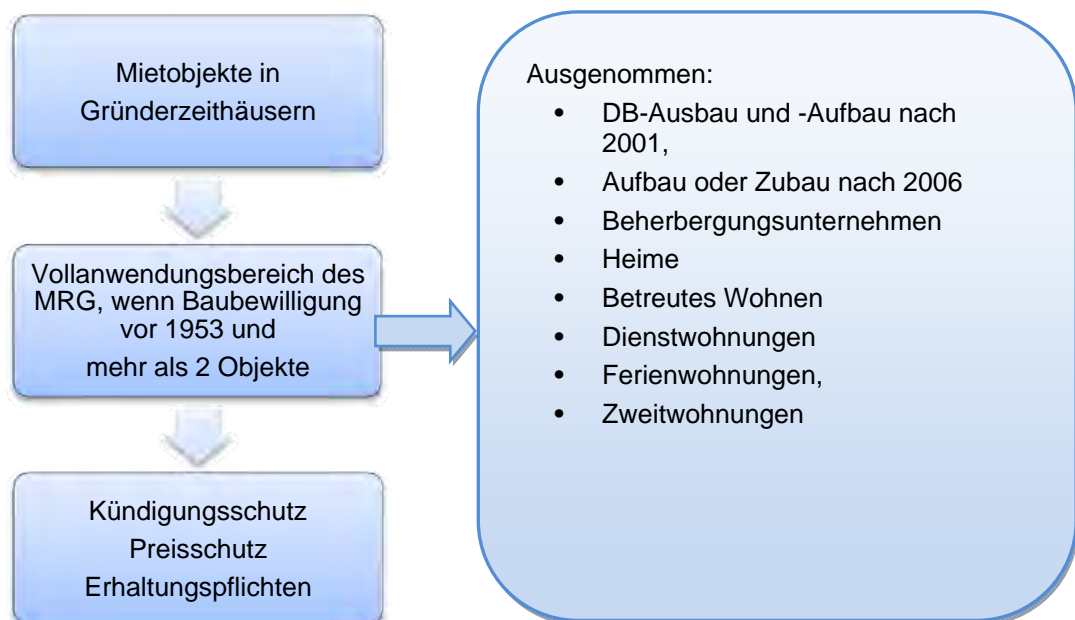 Mietobjekte in
Gründerzeithäusern
Vollanwendungsbereich des
MRG, wenn Baubewilligung
vor 1953 und
mehr als 2 Objekte
Kündigungsschutz
Preisschutz
Erhaltungspflichten
Ausgenommen:
• DB-Ausbau und -Aufbau nach
2001,
• Aufbau oder Zubau nach 2006
• Beherbergungsunternehmen
• Heime
• Betreutes Wohnen
• Dienstwohnungen
• Ferienwohnungen,
• Zweitwohnungen